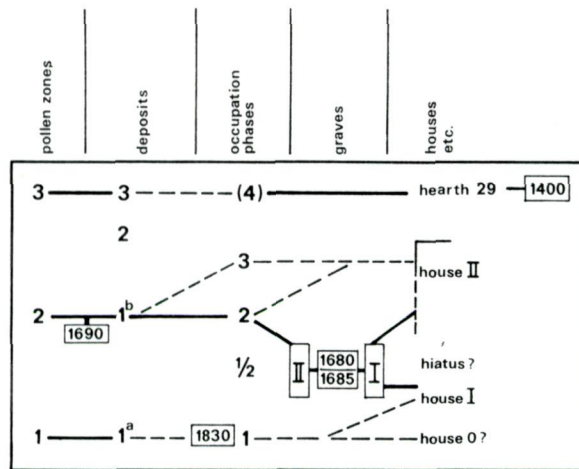 pollen zones
deposits
occupation
phases
graves
houses
etc.
3 3 (4) hearth 29 1400
2
3 house II
2 1b 2
1690
½ II 1680 I hiatus?
1685
house I
1 1a 1830 1 house 0?